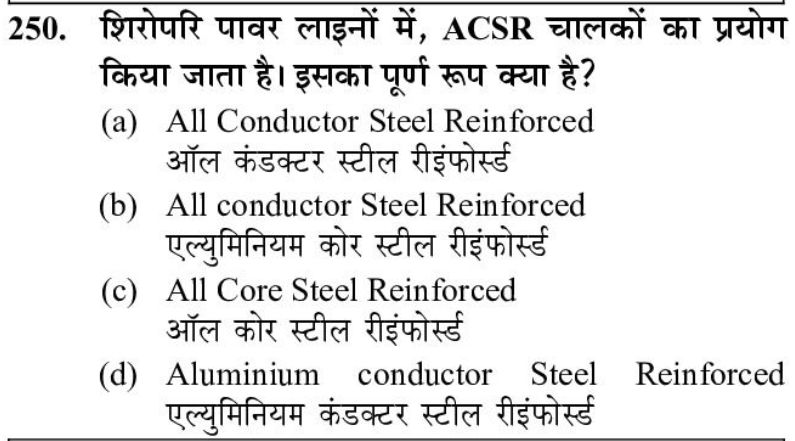 250. शिरोपरि पावर लाइनों में, ACSR चालकों का प्रयोग
किया जाता है। इसका पूर्ण रूप क्या है?
(a) All Conductor Steel Reinforced
ऑल कंडक्टर स्टील रीइंफोर्स्ड
(b) All conductor Steel Reinforced
एल्युमिनियम कोर स्टील रीइंफोर्स्ड
(c) All Core Steel Reinforced
ऑल कोर स्टील रीइंफोर्स्ड
(d) Aluminium conductor Steel Reinforced
एल्युमिनियम कंडक्टर स्टील रीइंफोर्स्ड